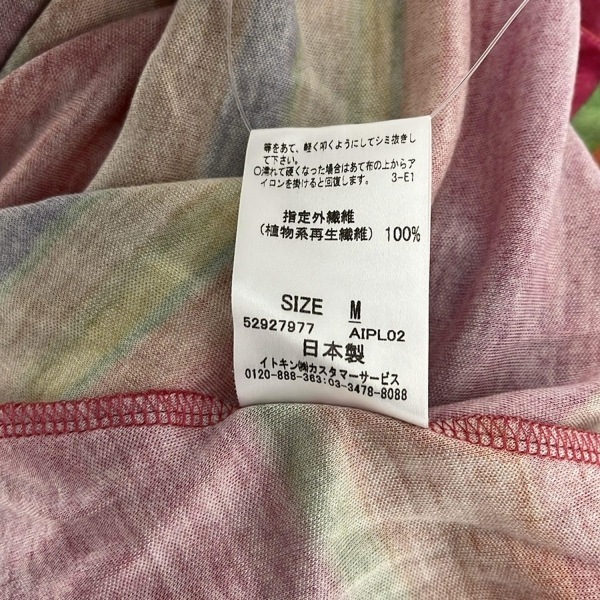 等をあて、軽く叩くようにしてシミ抜きし
て下さい。
○濡れて硬くなった場合はあて布の上からア
イロンを掛けると回復します。 3-E1
指定外繊維
(植物系再生繊維) 100%
SIZE M
52927977 AIPL02
日本製
イトキン㈱カスタマーサービス
0120-888-363:03-3478-8088